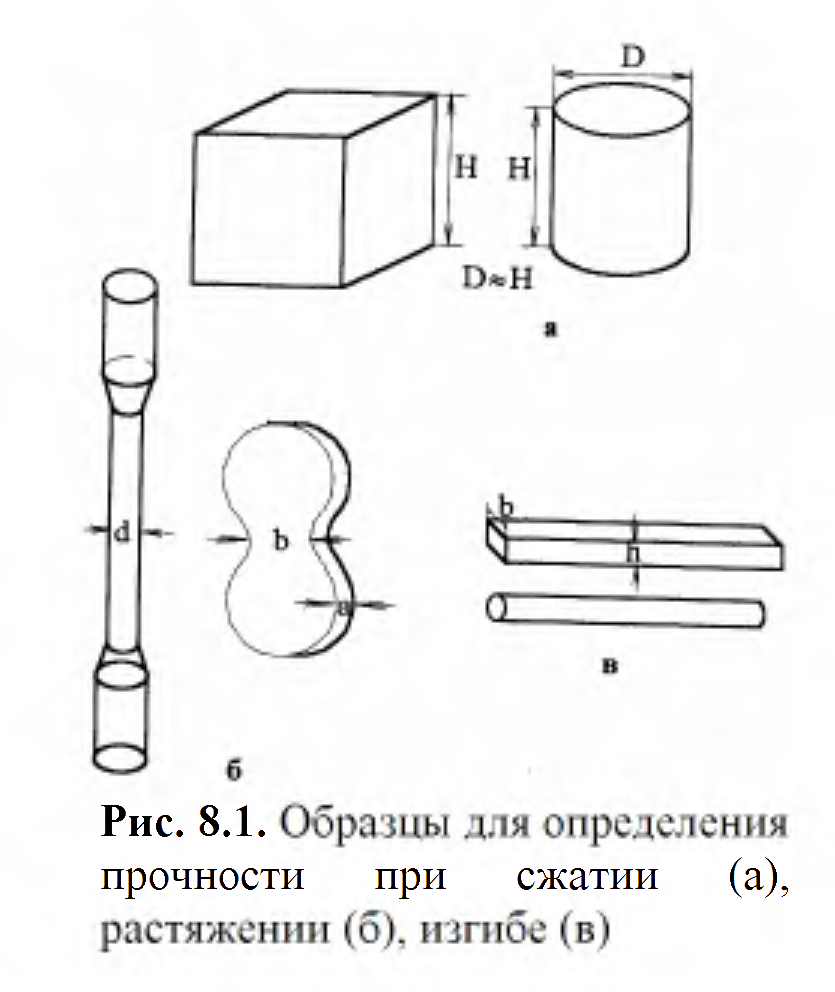 D
H
H
D≈H
а
d
b
a
b
h
в
б
Рис. 8.1. Образцы для определения
прочности при сжатии (а),
растяжении (б), изгибе (в)